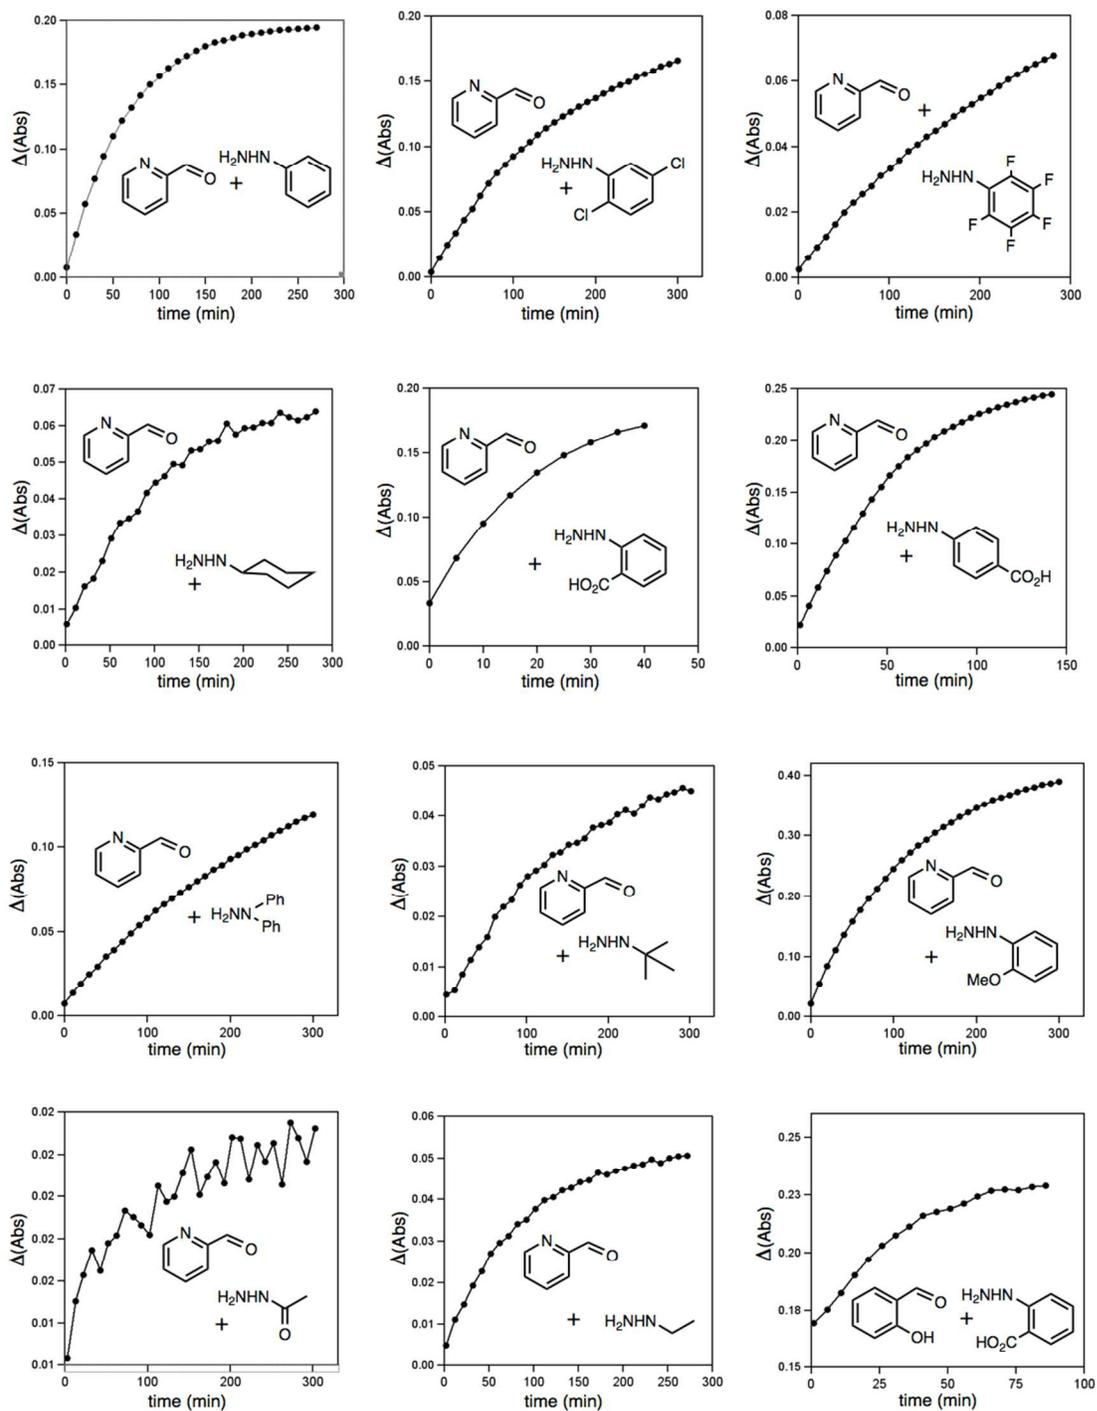 Δ(Abs)
0.20
0.15
0.10
0.05
0.00
N
O
+
H₂NHN
0 50 100 150 200 250 300
time (min)
Δ(Abs)
0.20
0.15
0.10
0.05
0.00
N
O
H₂NHN
+
Cl
Cl
0 100 200 300
time (min)
Δ(Abs)
0.08
0.06
0.04
0.02
0.00
N
O
+
H₂NHN
F
F
F
F
F
0 100 200 300
time (min)
Δ(Abs)
0.07
0.06
0.05
0.04
0.03
0.02
0.01
0.00
N
O
H₂NHN
+
0 50 100 150 200 250 300
time (min)
Δ(Abs)
0.20
0.15
0.10
0.05
0.00
N
O
H₂NHN
+
HO₂C
0 10 20 30 40 50
time (min)
Δ(Abs)
0.25
0.20
0.15
0.10
0.05
0.00
N
O
H₂NHN
+
CO₂H
0 50 100 150
time (min)
Δ(Abs)
0.15
0.10
0.05
0.00
N
O
+
H₂NN
Ph
Ph
0 100 200 300
time (min)
Δ(Abs)
0.05
0.04
0.03
0.02
0.01
0.00
N
O
H₂NHN
+
0 100 200 300
time (min)
Δ(Abs)
0.40
0.30
0.20
0.10
0.00
N
O
H₂NHN
+
MeO
0 100 200 300
time (min)
Δ(Abs)
0.02
0.02
0.02
0.02
0.02
0.01
0.01
N
O
H₂NHN
+
O
0 100 200 300
time (min)
Δ(Abs)
0.06
0.05
0.04
0.03
0.02
0.01
0.00
N
O
+
H₂NHN
0 50 100 150 200 250 300
time (min)
Δ(Abs)
0.25
0.23
0.20
0.18
0.15
O
OH
+
H₂NHN
HO₂C
0 25 50 75 100
time (min)